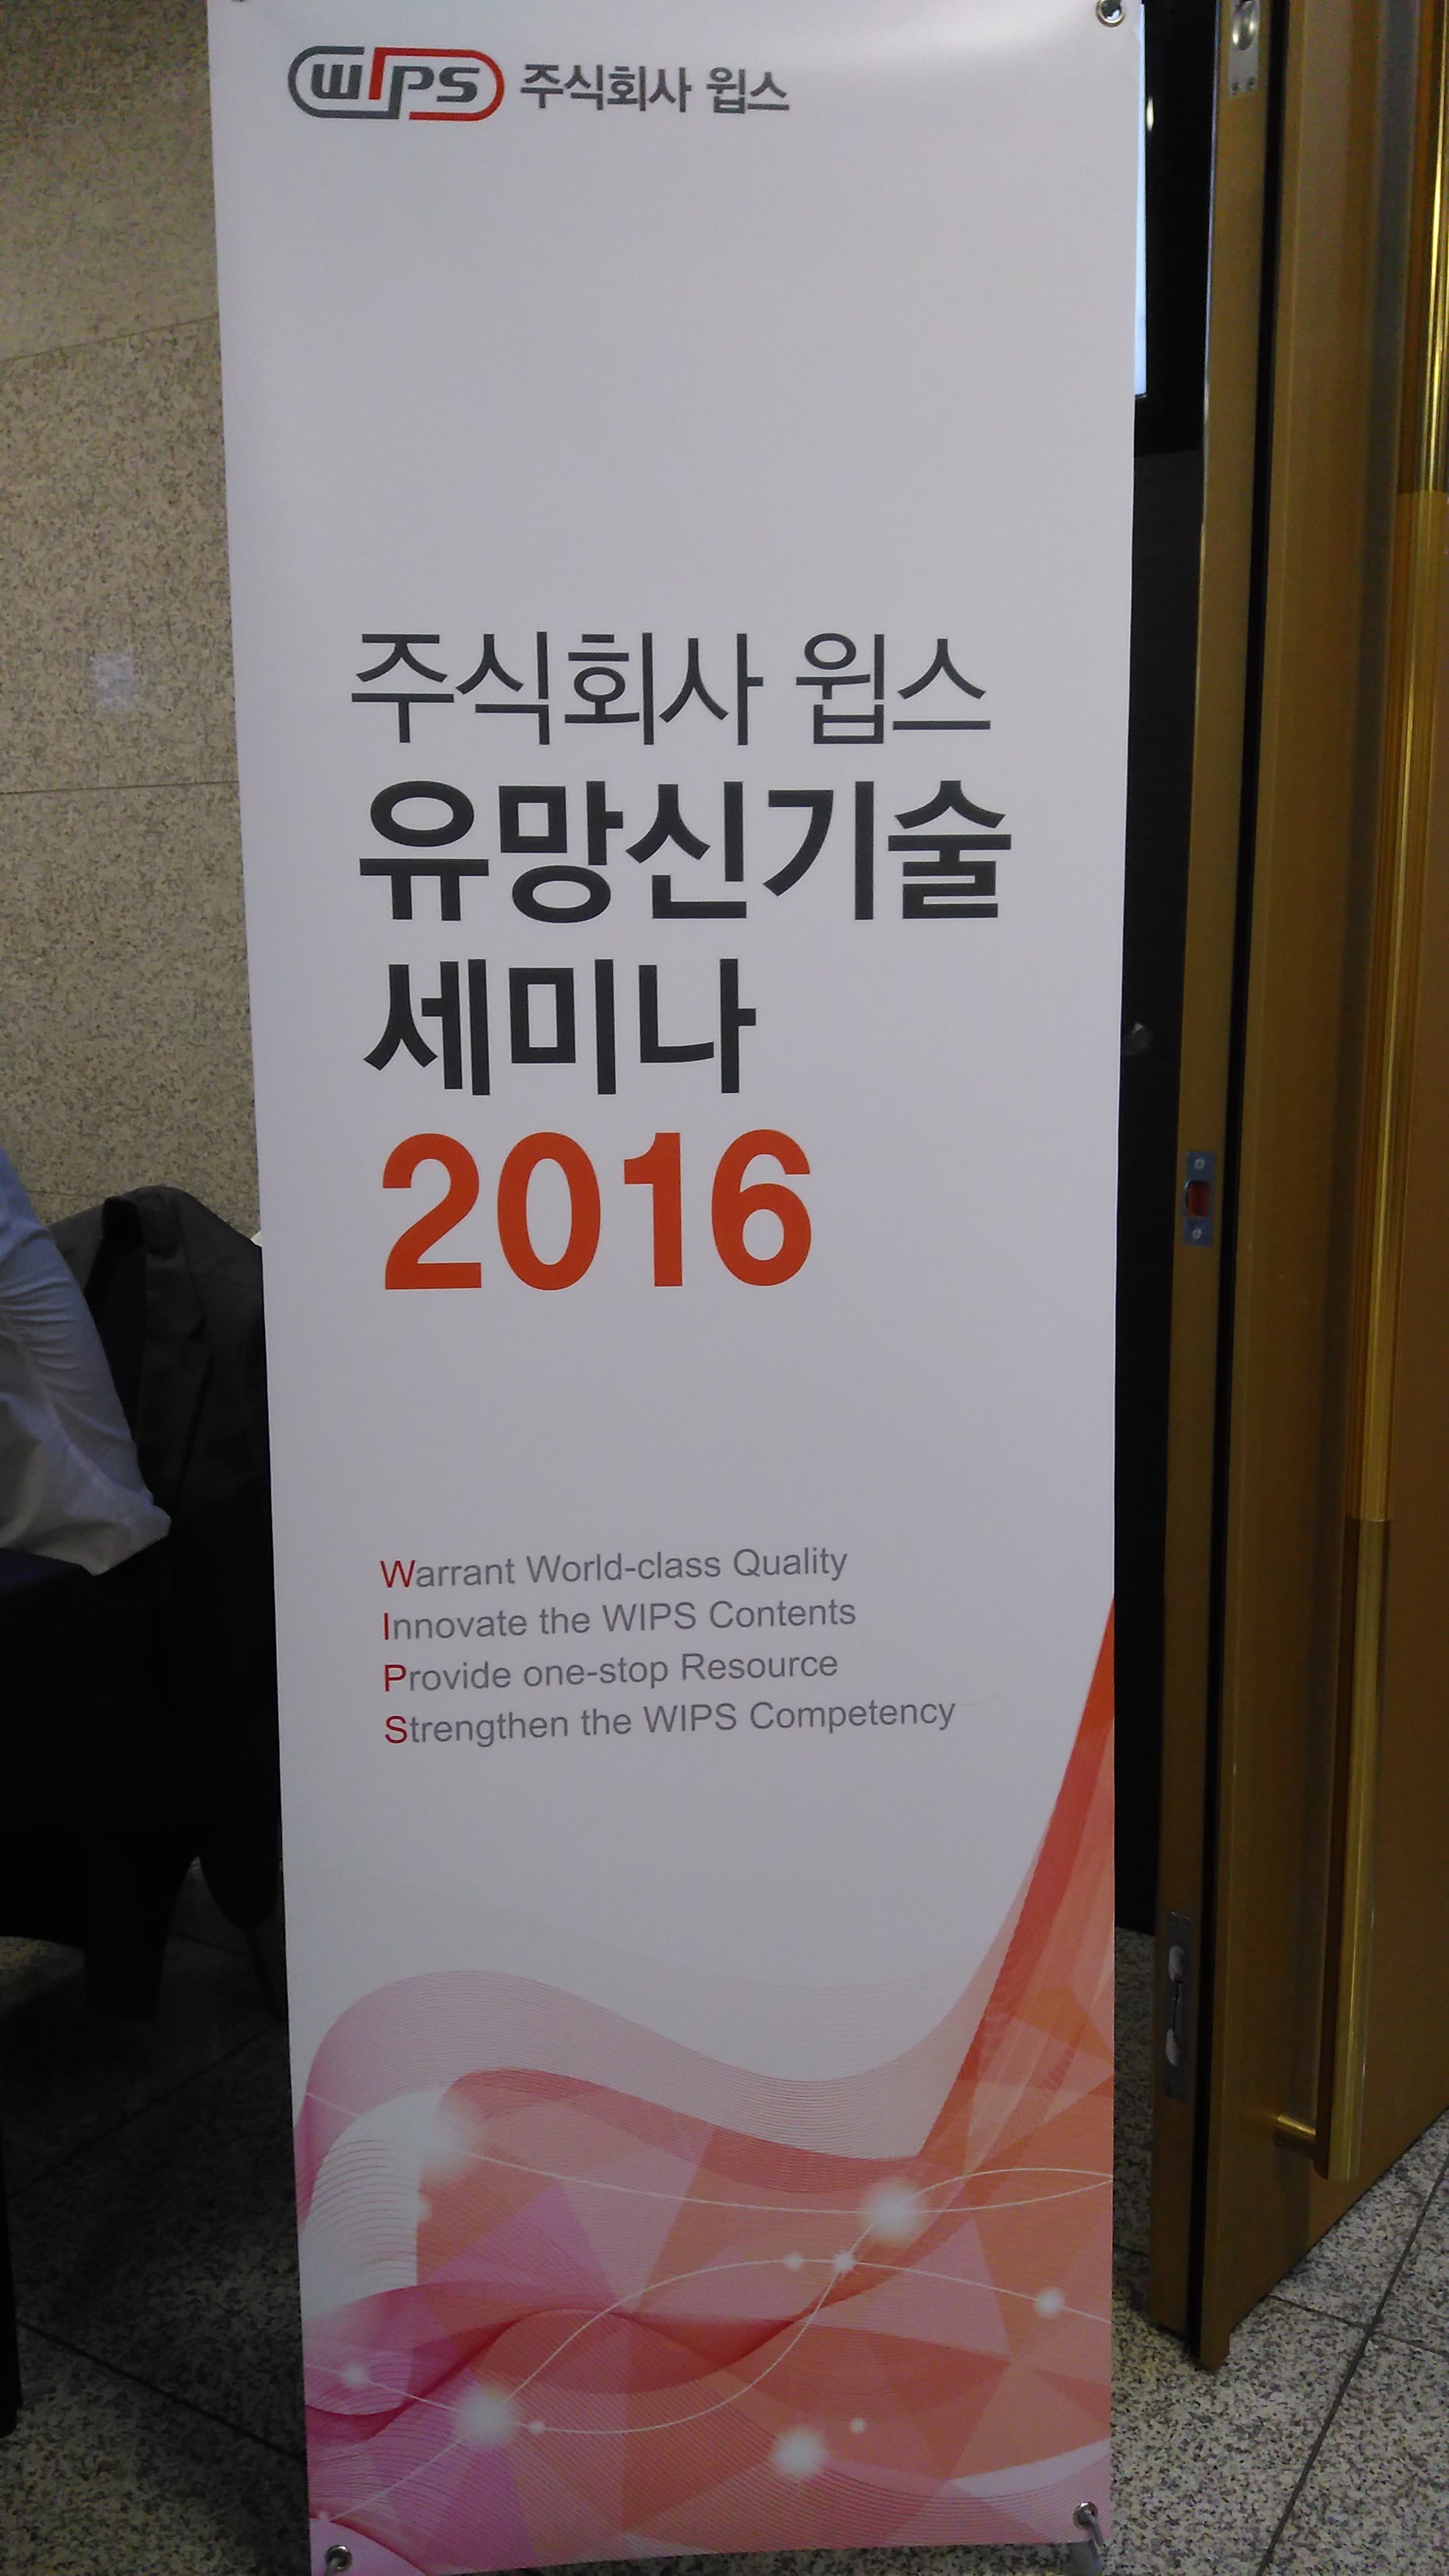 WIPS 주식회사 윕스
주식회사 윕스
유망신기술
세미나
2016
Warrant World-class Quality
Innovate the WIPS Contents
Provide one-stop Resource
Strengthen the WIPS Competency